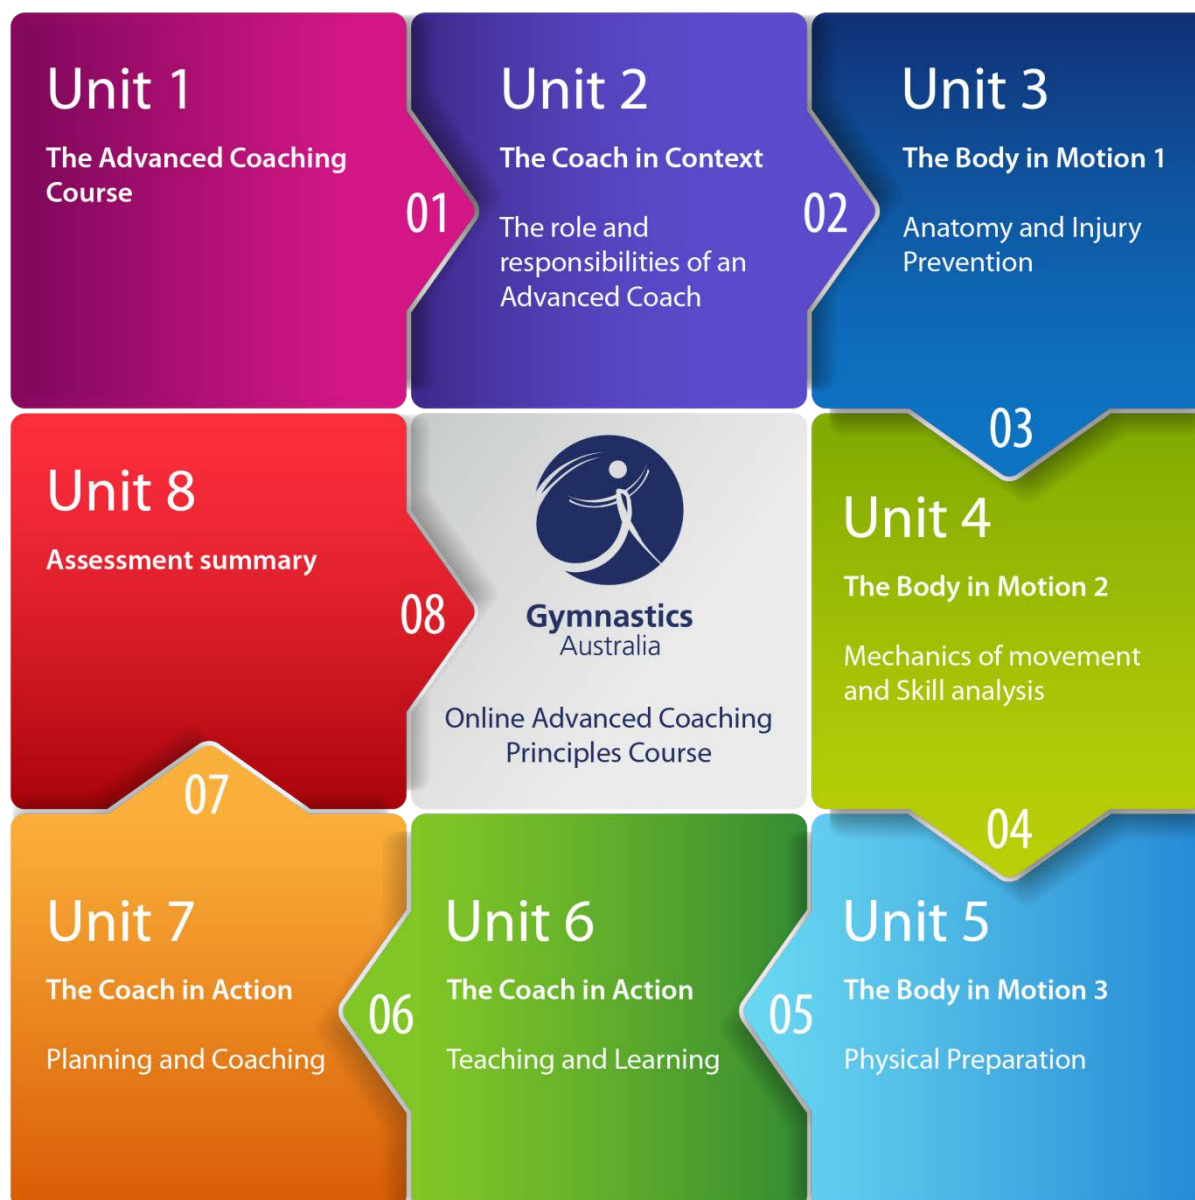 Unit 1
The Advanced Coaching
Course
01
Unit 2
The Coach in Context
The role and
responsibilities of an
Advanced Coach
02
Unit 3
The Body in Motion 1
Anatomy and Injury
Prevention
03
Unit 4
The Body in Motion 2
Mechanics of movement
and Skill analysis
04
Unit 5
The Body in Motion 3
Physical Preparation
05
Unit 6
The Coach in Action
Teaching and Learning
06
Unit 7
The Coach in Action
Planning and Coaching
07
Unit 8
Assessment summary
08
Gymnastics
Australia
Online Advanced Coaching
Principles Course